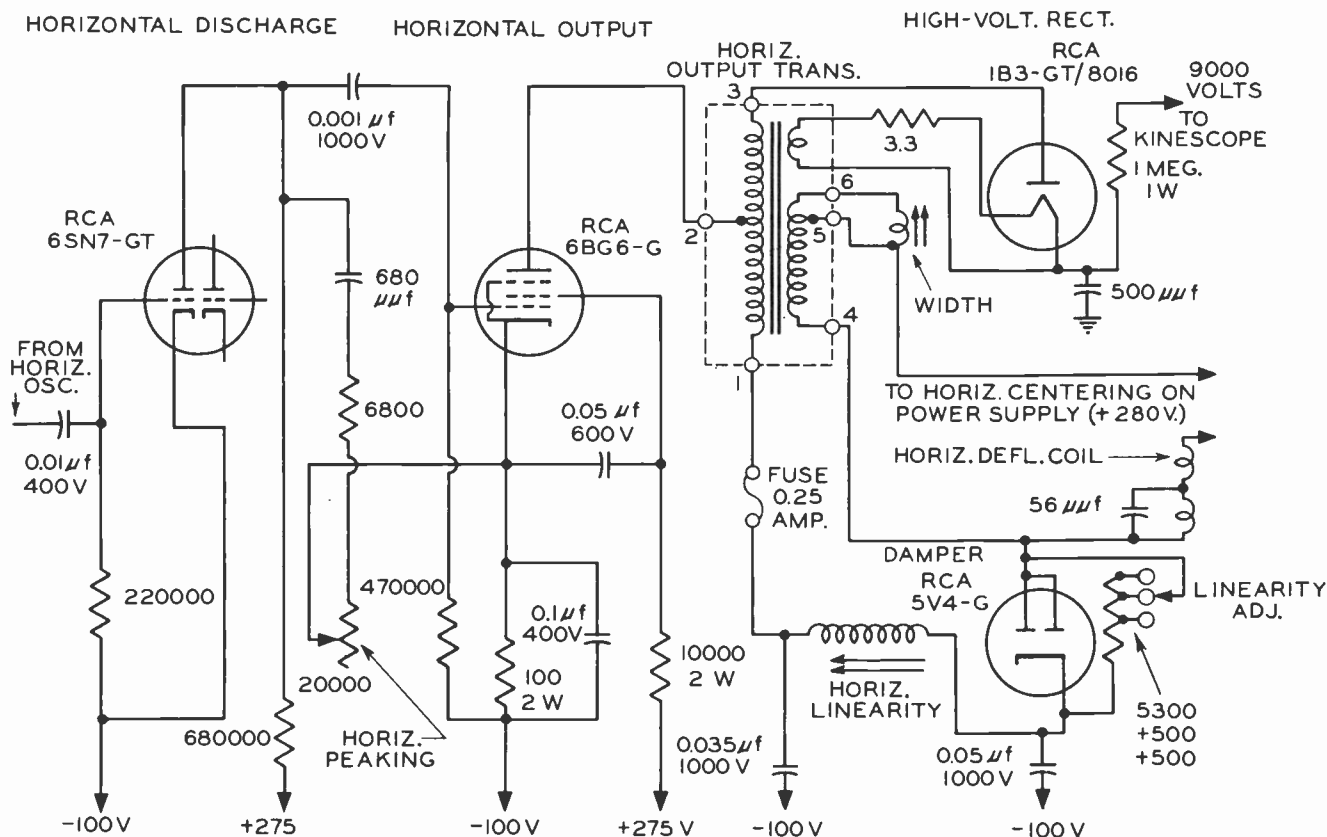 HORIZONTAL DISCHARGE
HORIZONTAL OUTPUT
HIGH-VOLT. RECT.
RCA
1B3-GT/8016
HORIZ.
OUTPUT TRANS.
9000
VOLTS
TO
KINESCOPE
1 MEG.
1W
0.001 μf
1000V
3
3.3
6
5
2
4
1
RCA
6SN7-GT
RCA
6BG6-G
680
μμf
WIDTH
500 μμf
FROM
HORIZ.
OSC.
0.01μf
400V
6800
0.05 μf
600 V
TO HORIZ. CENTERING ON
POWER SUPPLY (+280V.)
HORIZ. DEFL. COIL
FUSE
0.25
AMP.
56 μμf
DAMPER
RCA
5V4-G
LINEARITY
ADJ.
220000
470000
0.1μf
400V
100
2 W
10000
2 W
20000
680000
HORIZ.
PEAKING
HORIZ.
LINEARITY
5300
+500
+500
0.035μf
1000 V
0.05 μf
1000 V
-100 V
+275
-100 V
+275 V
-100 V
-100 V